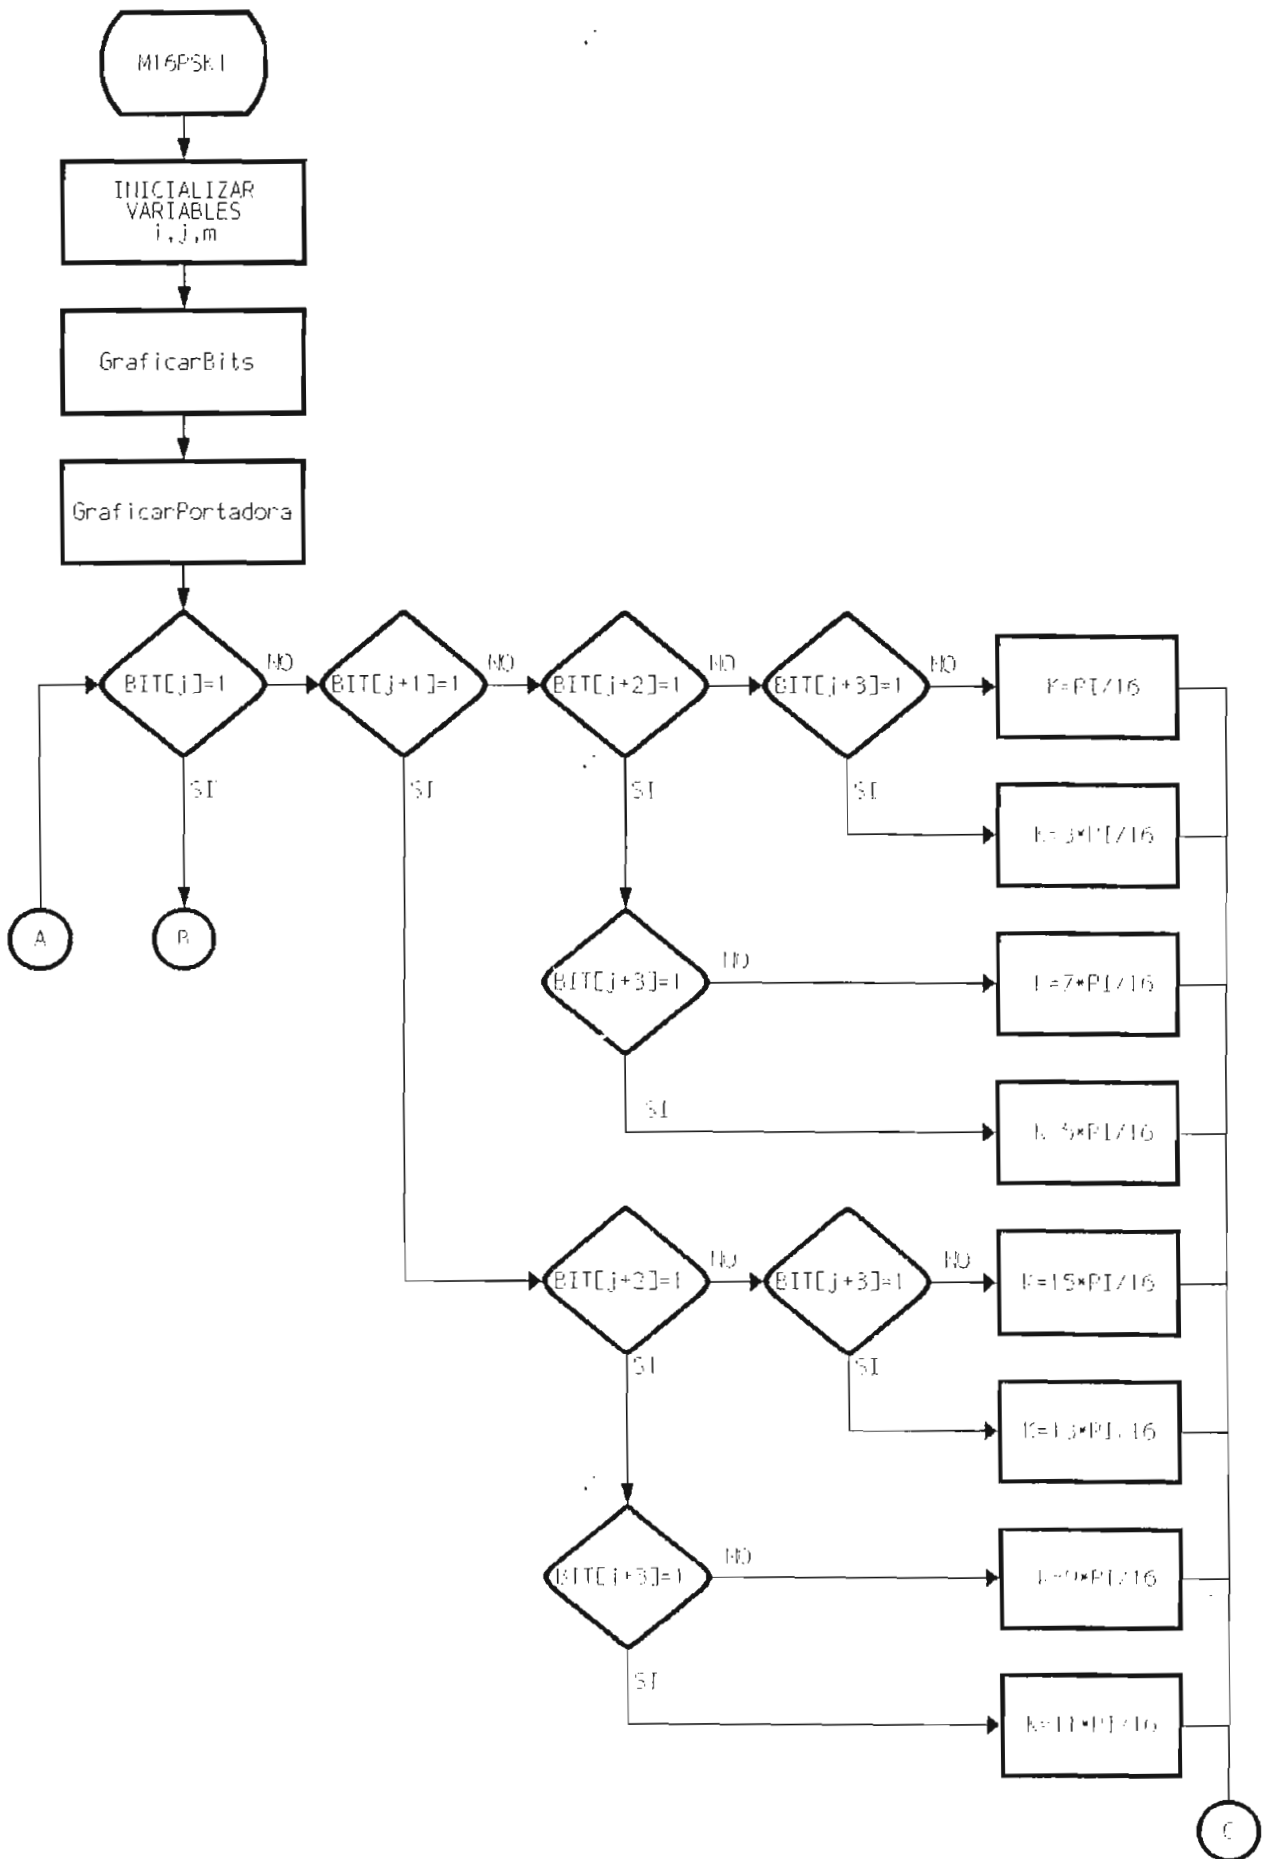 M16PSK1
INICIALIZAR
VARIABLES
i,j,m
GraficarBits
GraficarPortadora
BIT[j]=1
NO
BIT[j+1]=1
NO
BIT[j+2]=1
NO
BIT[j+3]=1
NO
K=PI/16
SI
SI
SI
SI
K=3*PI/16
A
B
BIT[j+3]=1
NO
K=7*PI/16
SI
K=5*PI/16
BIT[j+2]=1
NO
BIT[j+3]=1
NO
K=15*PI/16
SI
SI
K=13*PI/16
BIT[j+3]=1
NO
K=9*PI/16
SI
K=11*PI/16
C